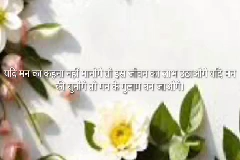 यदि मन का कहना नहीं मानोगे तो इस जीवन का लाभ उठाओगे यदि मन
की सुनोगे तो मन के गुलाम बन जाओगे।